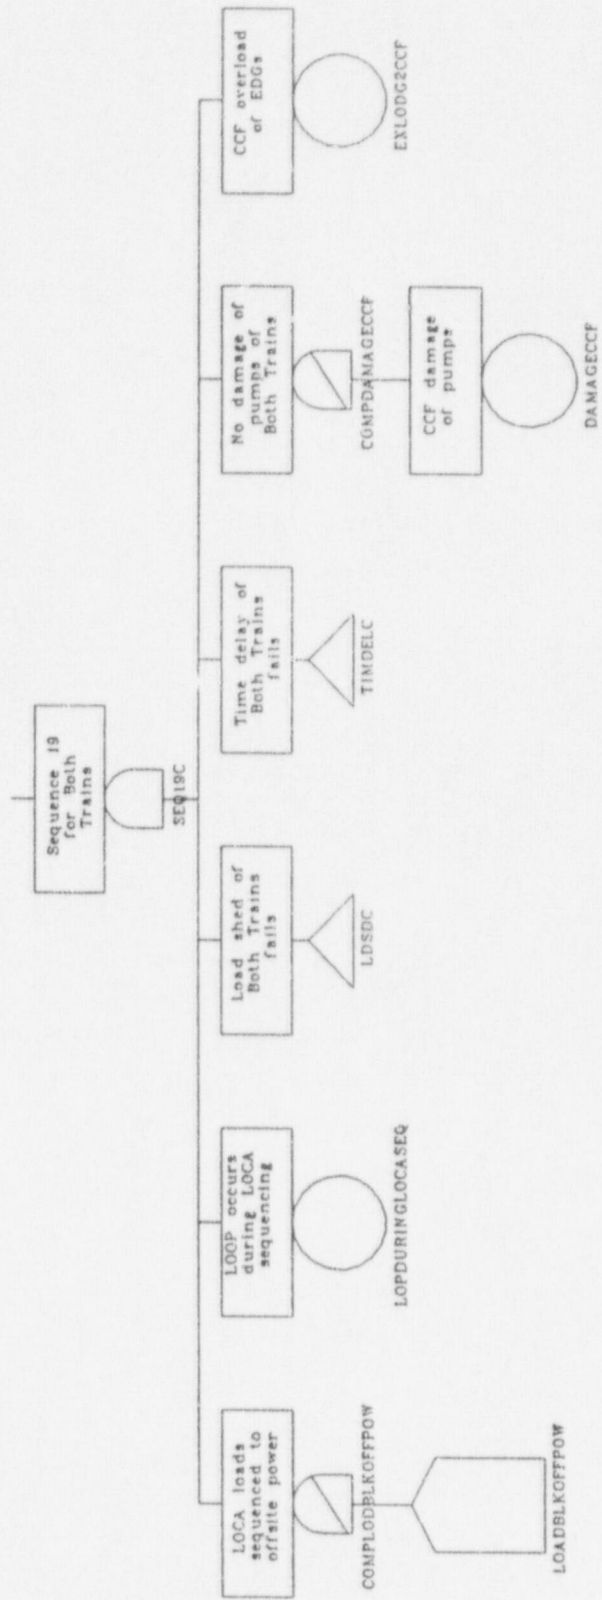 Sequence 19
for Both
Trains
SEQ19C
LOCA loads
sequenced to
offsite power
COMPLODBLKOFFPOW
LOADBLKOFFPOW
LOOP occurs
during LOCA
sequencing
LOPDURINGLOCASEQ
Load shed of
Both Trains
fails
LDSDC
Time delay of
Both Trains
fails
TIMDELC
No damage of
pumps of
Both Trains
COMPDAMAGECCF
CCF damage
of pumps
DAMAGECCF
CCF overload
of EDGs
EXLODG2CCF